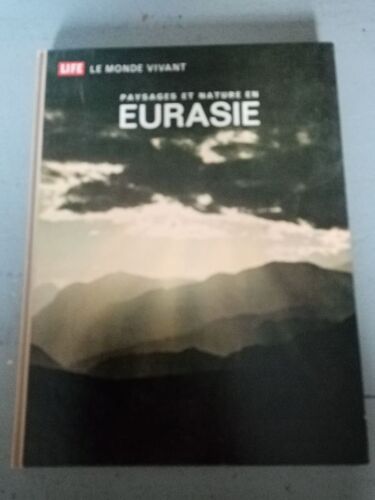 LIFE LE MONDE VIVANT
PAYSAGES ET NATURE EN
EURASIE